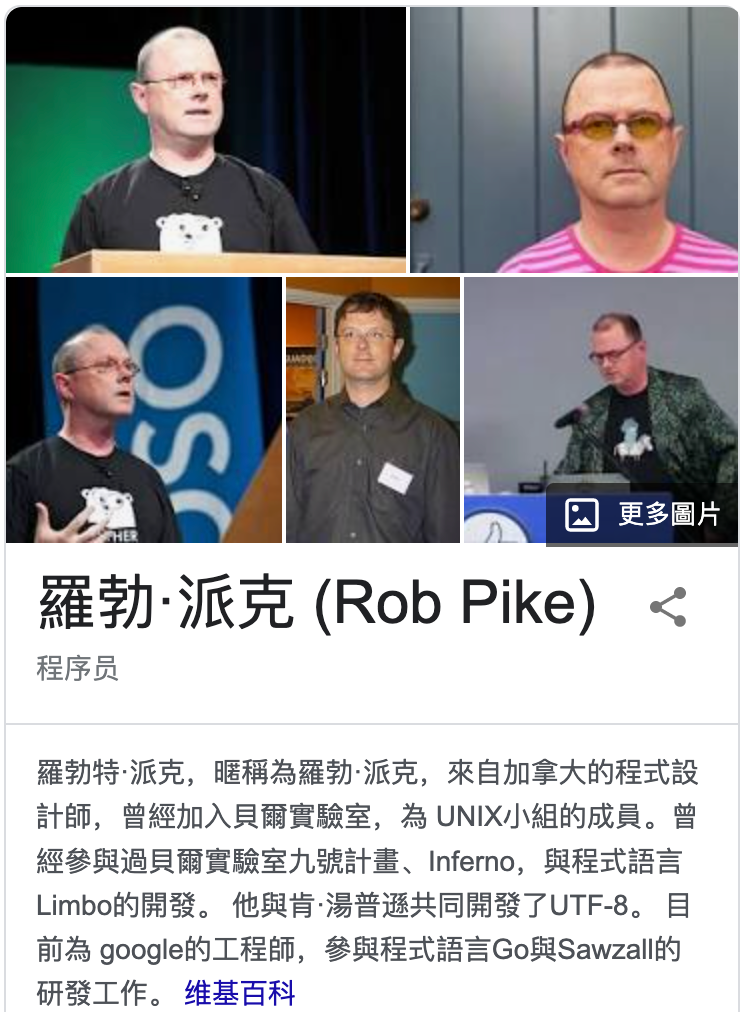 OSO
PHER
更多圖片
羅勃·派克 (Rob Pike)
程序员
羅勃特·派克，暱稱為羅勃·派克，來自加拿大的程式設
計師，曾經加入貝爾實驗室，為 UNIX小組的成員。曾
經參與過貝爾實驗室九號計畫、Inferno，與程式語言
Limbo的開發。 他與肯·湯普遜共同開發了UTF-8。 目
前為 google的工程師，參與程式語言Go與Sawzall的
研發工作。 维基百科